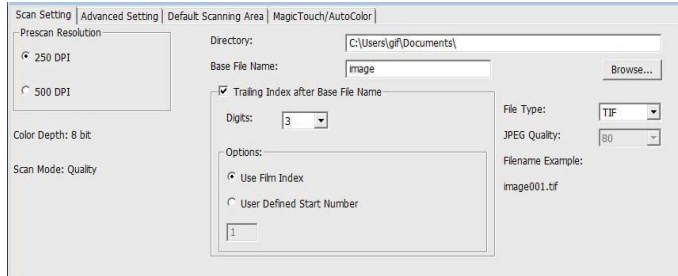 Scan Setting Advanced Setting Default Scanning Area MagicTouch/AutoColor
Prescan Resolution
250 DPI
500 DPI
Color Depth: 8 bit
Scan Mode: Quality
Directory: C:\Users\gif\Documents\
Base File Name: image Browse...
Trailing Index after Base File Name
Digits: 3
Options:
Use Film Index
User Defined Start Number
1
File Type: TIF
JPEG Quality: 80
Filename Example:
image001.tif